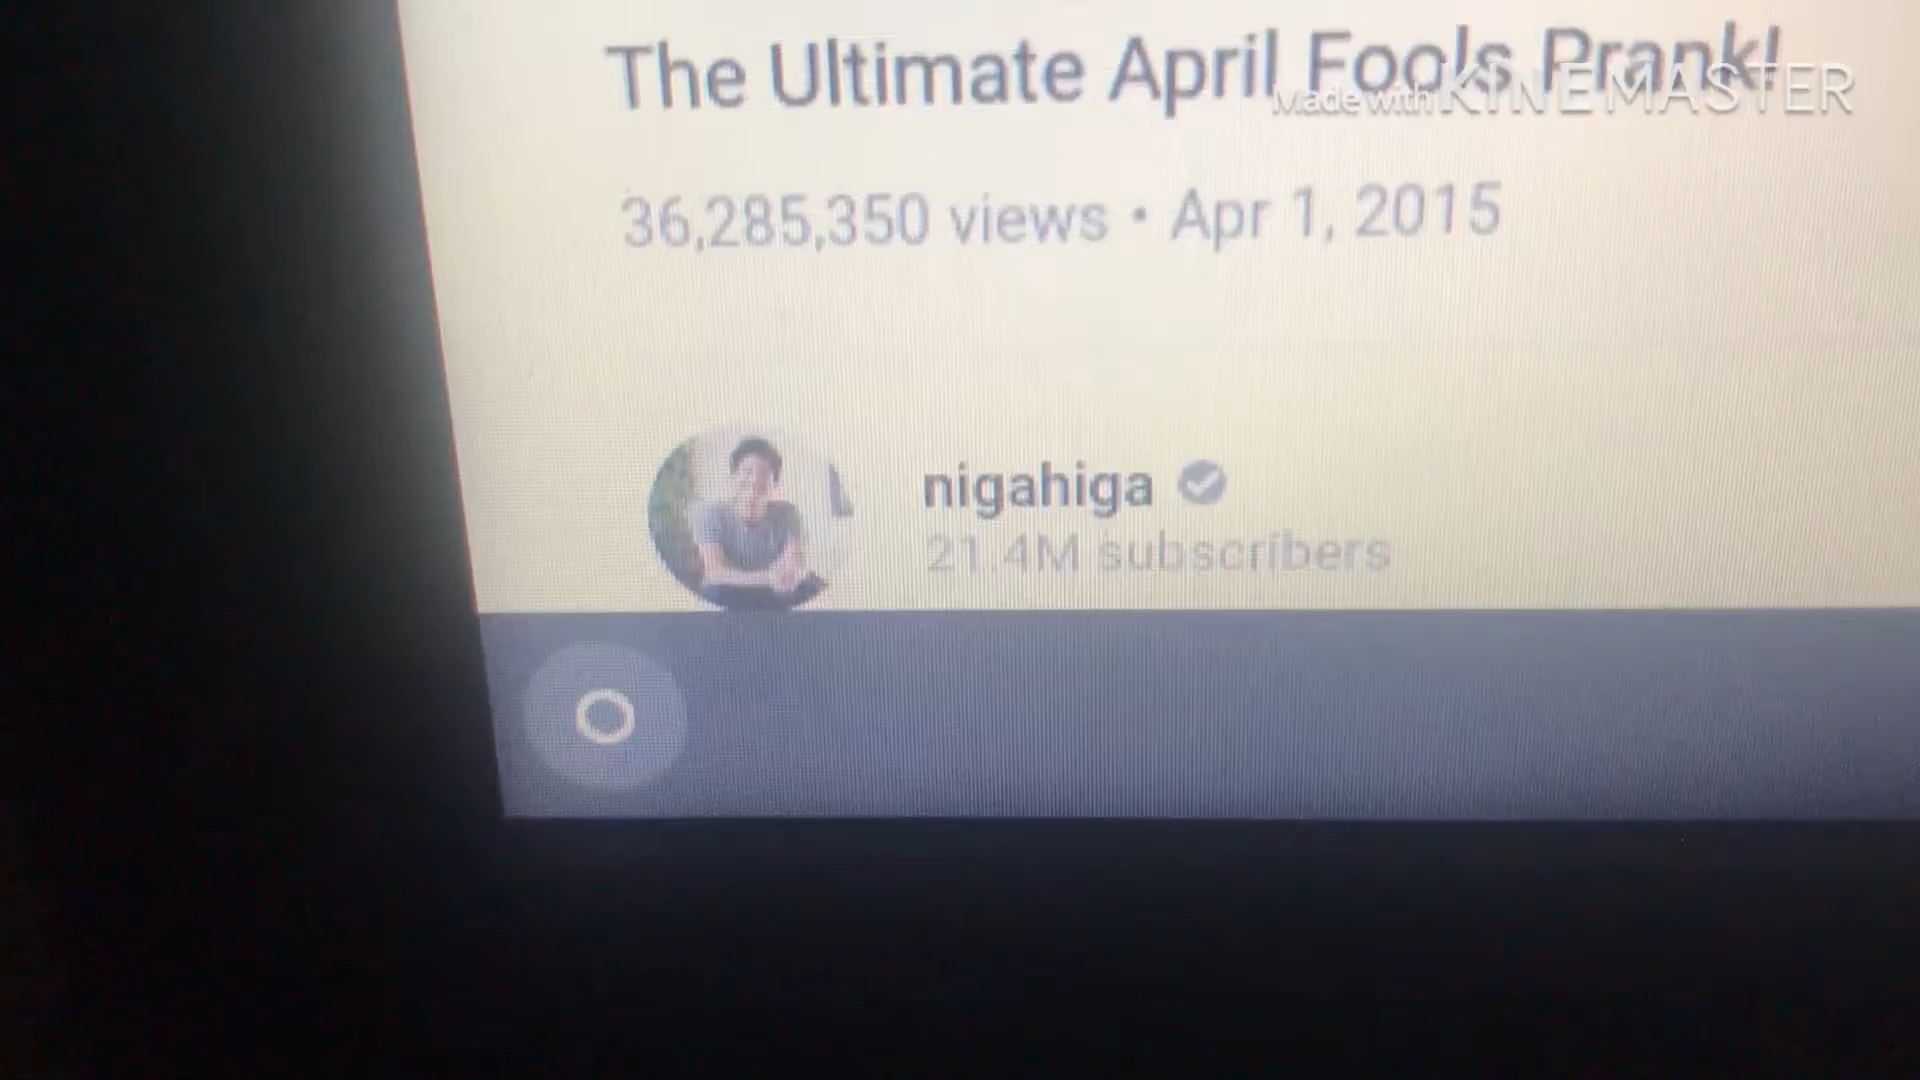 The Ultimate April Fools Prank!
Made with KINEMASTER
36,285,350 views • Apr 1, 2015
nigahiga
21.4M subscribers